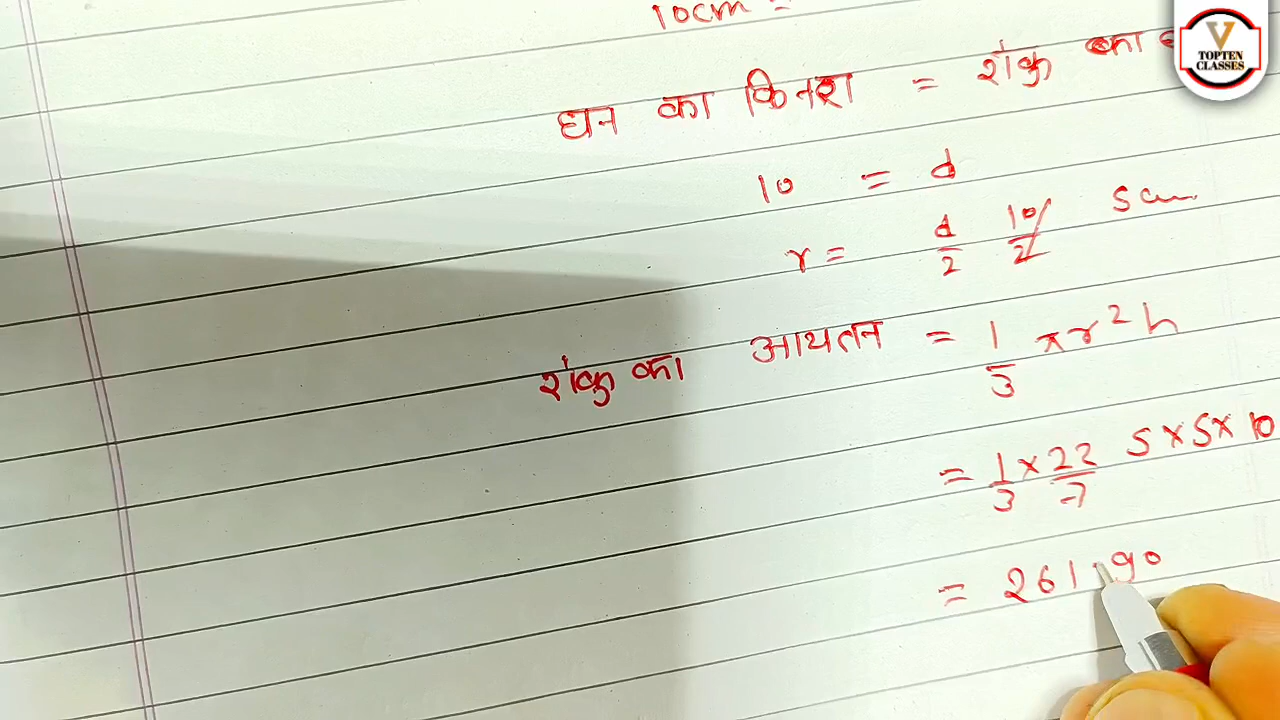 10cm =
V
TOPTEN
CLASSES
घन का किनारा = शंकु का
10 = d
r = d/2 10/2 5cm
शंकु का आयतन = 1/3 πr²h
= 1/3 × 22/7 5×5×10
= 261.90